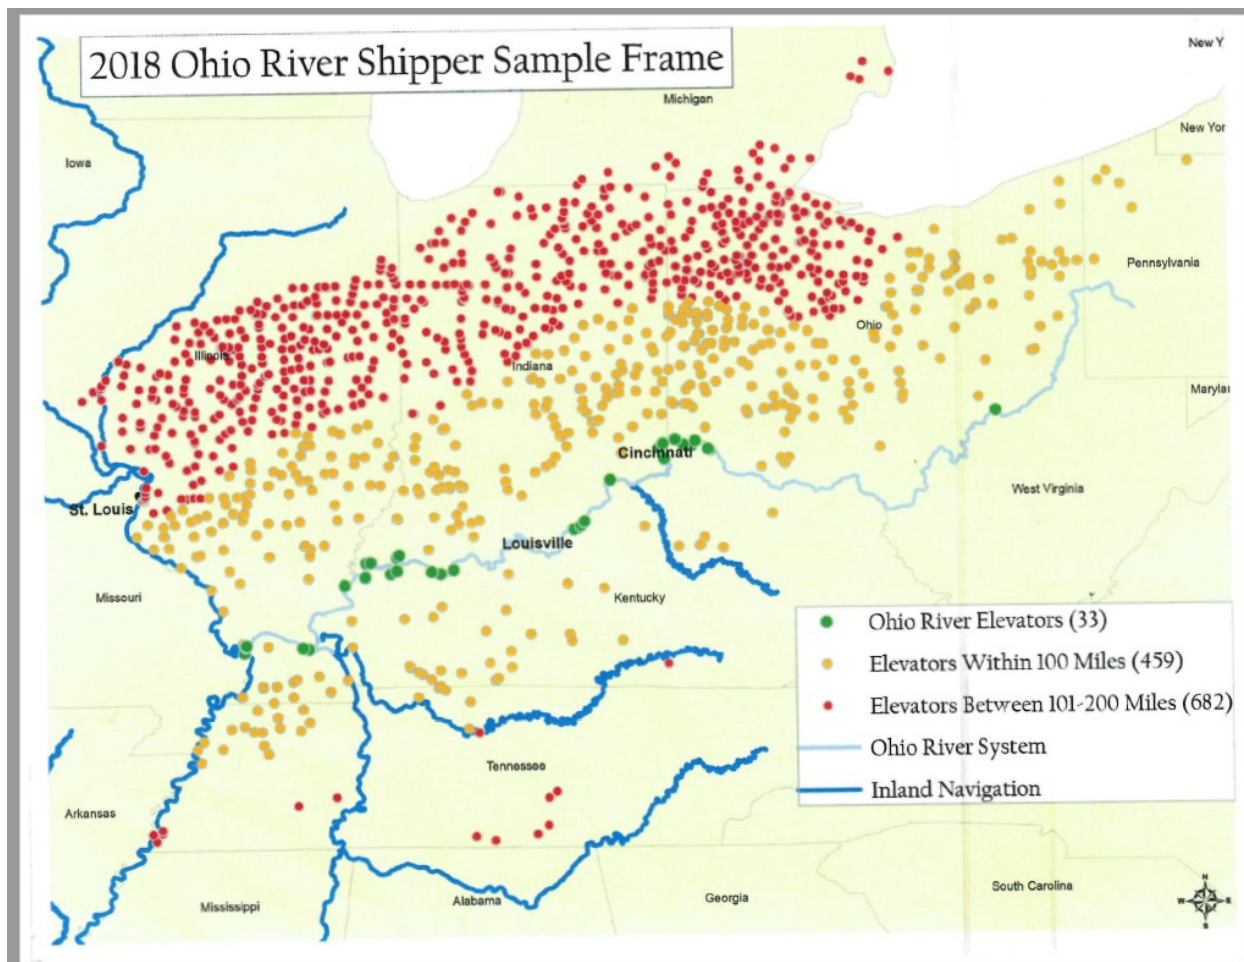 2018 Ohio River Shipper Sample Frame
New Y
Michigan
New Yor
Iowa
Pennsylvania
Ohio
Illinois
Indiana
Marylan
Cincinnati
West Virginia
St. Louis
Louisville
Missouri
Kentucky
Ohio River Elevators (33)
Elevators Within 100 Miles (459)
Elevators Between 101-200 Miles (682)
Ohio River System
Tennessee
Inland Navigation
Arkansas
South Carolina
Georgia
Alabama
Mississippi
N
W E
S